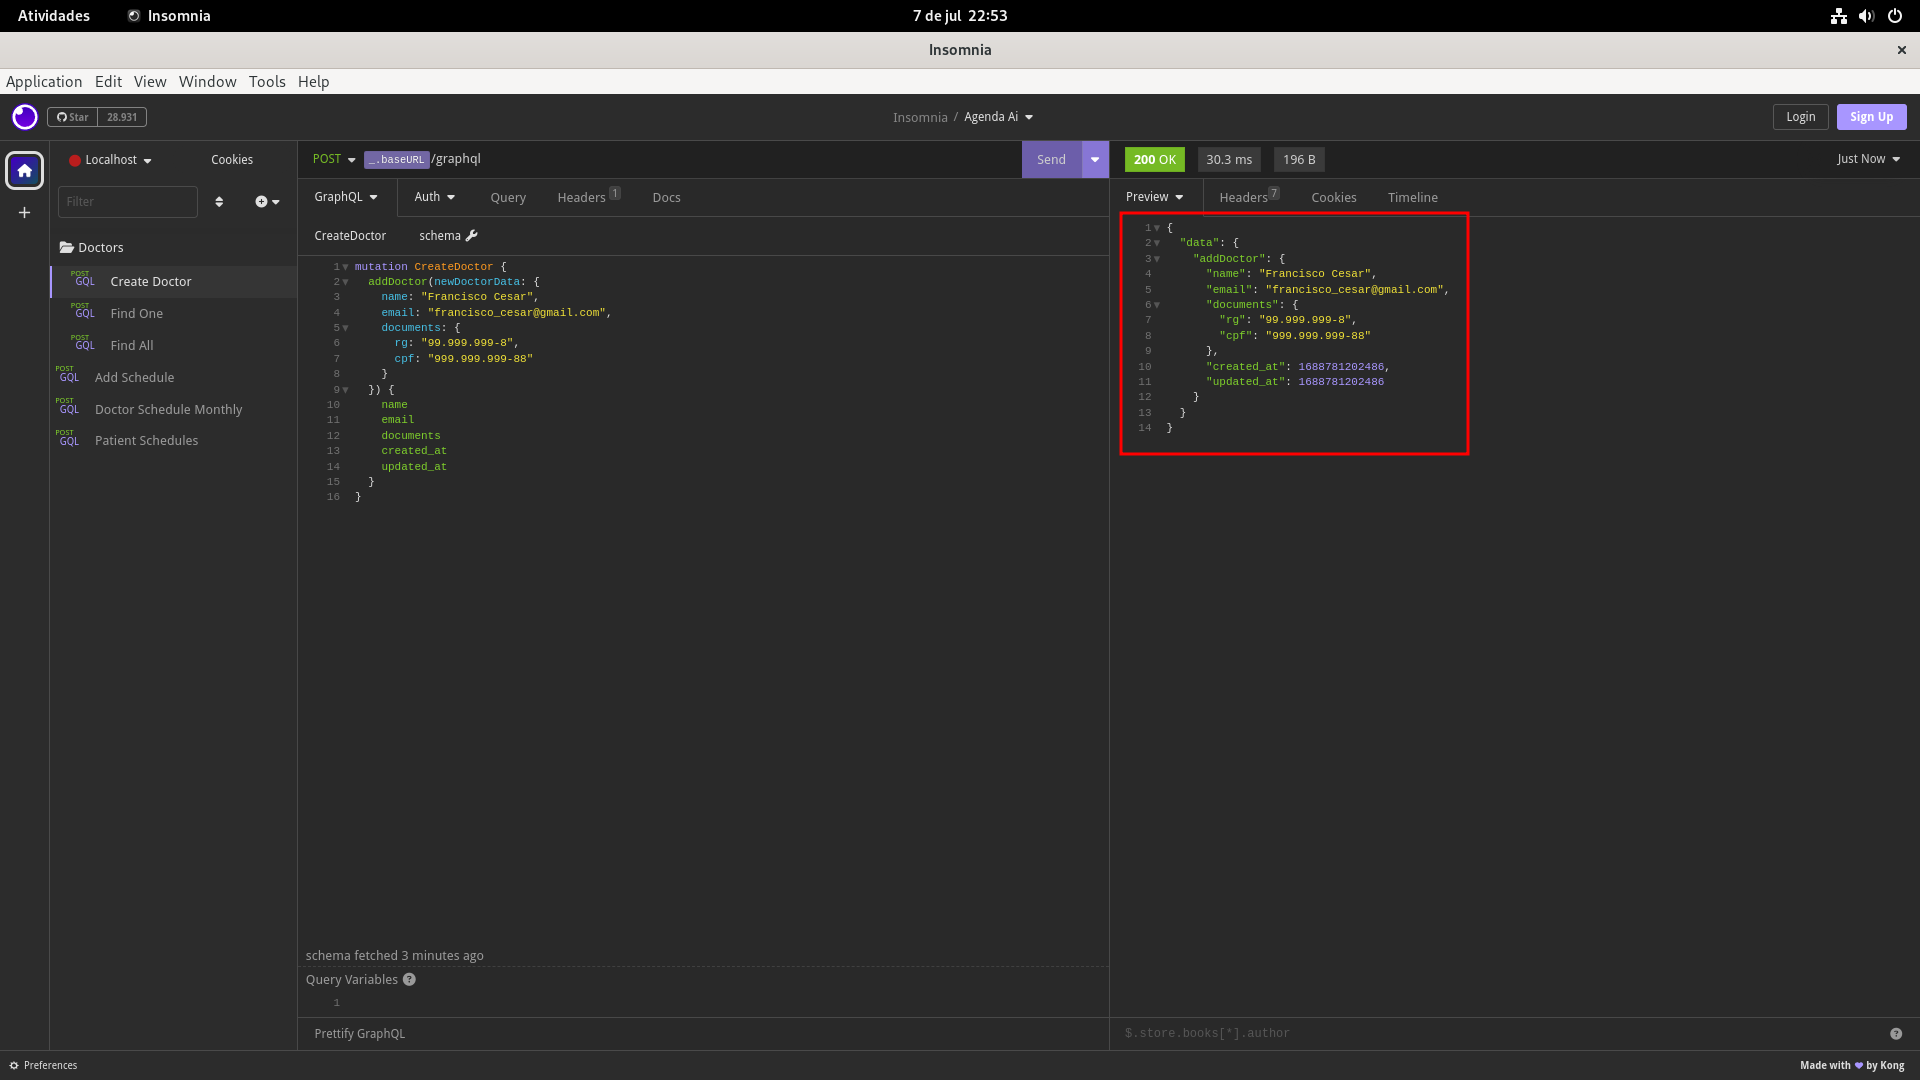 Atividades
Insomnia
7 de jul 22:53
Insomnia
×
Application Edit View Window Tools Help
Star 28.931
Insomnia / Agenda Ai
Login
Sign Up
Localhost
Cookies
Filter
Doctors
POST GQL Create Doctor
POST GQL Find One
POST GQL Find All
POST GQL Add Schedule
POST GQL Doctor Schedule Monthly
POST GQL Patient Schedules
POST _.baseURL /graphql
Send
GraphQL Auth Query Headers 1 Docs
CreateDoctor schema
1 mutation CreateDoctor {
2 addDoctor(newDoctorData: {
3 name: "Francisco Cesar",
4 email: "francisco_cesar@gmail.com",
5 documents: {
6 rg: "99.999.999-8",
7 cpf: "999.999.999-88"
8 }
9 }) {
10 name
11 email
12 documents
13 created_at
14 updated_at
15 }
16 }
schema fetched 3 minutes ago
Query Variables ?
1
Prettify GraphQL
200 OK 30.3 ms 196 B
Just Now
Preview Headers 7 Cookies Timeline
1 {
2 "data": {
3 "addDoctor": {
4 "name": "Francisco Cesar",
5 "email": "francisco_cesar@gmail.com",
6 "documents": {
7 "rg": "99.999.999-8",
8 "cpf": "999.999.999-88"
9 },
10 "created_at": 1688781202486,
11 "updated_at": 1688781202486
12 }
13 }
14 }
$.store.books[*].author
?
Preferences
Made with ♥ by Kong